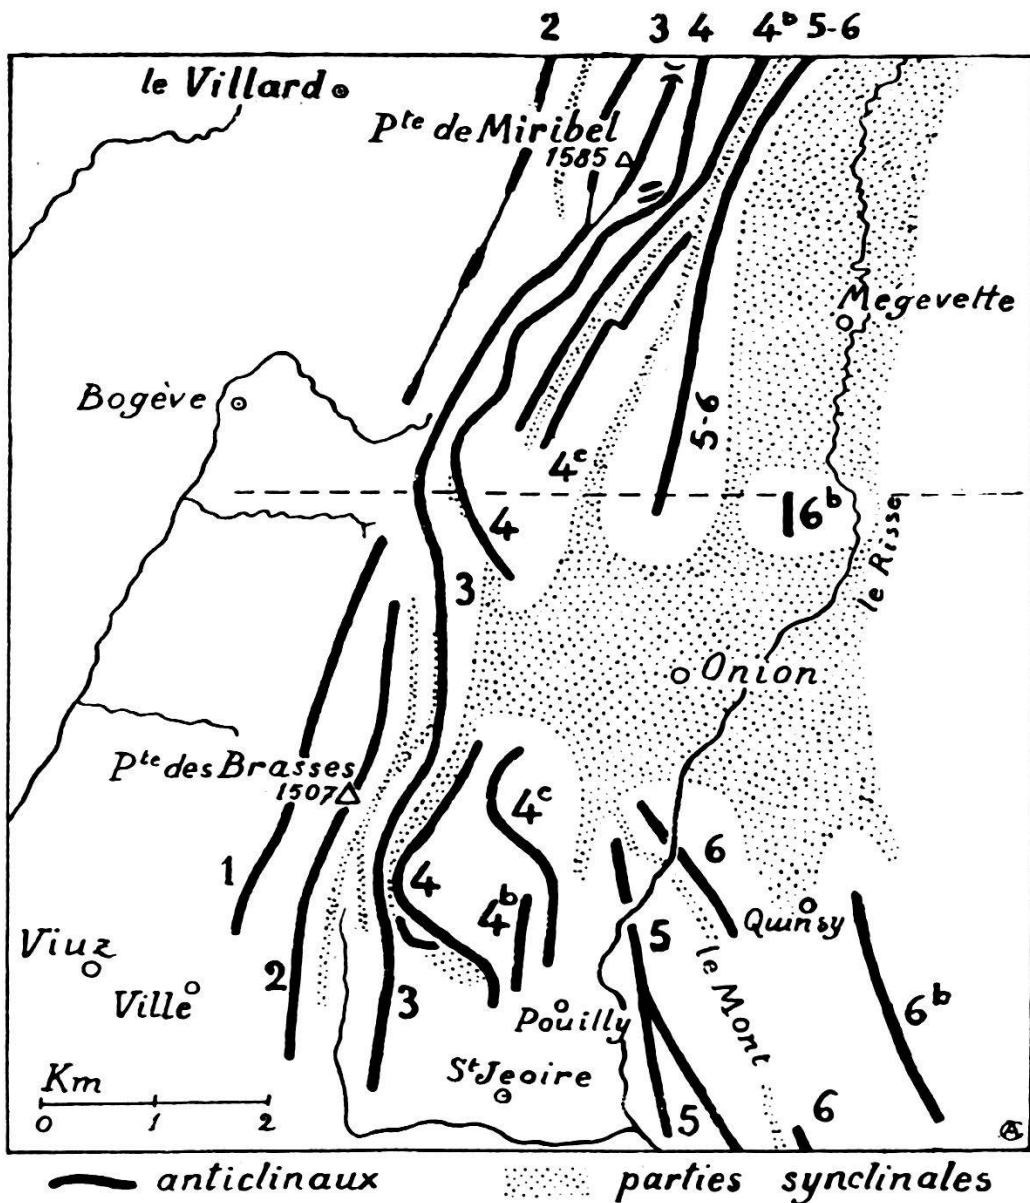 2 3 4 4ᵇ 5-6
le Villard
Pᵗᵉ de Miribel
1585
Mégevette
Bogève
4ᶜ
5-6
4
6ᵇ
le Risse
3
Onion
Pᵗᵉ des Brasses
1507
4ᶜ
1
4
6
4ᵇ
Quinsy
Viuz
5
2
le Mont
Ville
3
6ᵇ
Pouilly
Sᵗ Jeoire
Km
0 1 2
5
6
anticlinaux
parties synclinales